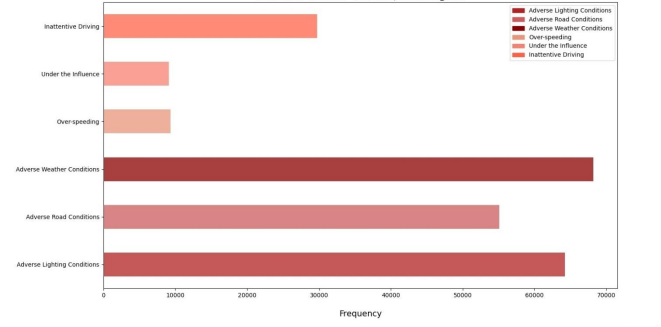 Adverse Lighting Conditions
Adverse Road Conditions
Adverse Weather Conditions
Over-speeding
Under the Influence
Inattentive Driving
Inattentive Driving
Under the Influence
Over-speeding
Adverse Weather Conditions
Adverse Road Conditions
Adverse Lighting Conditions
0 10000 20000 30000 40000 50000 60000 70000
Frequency